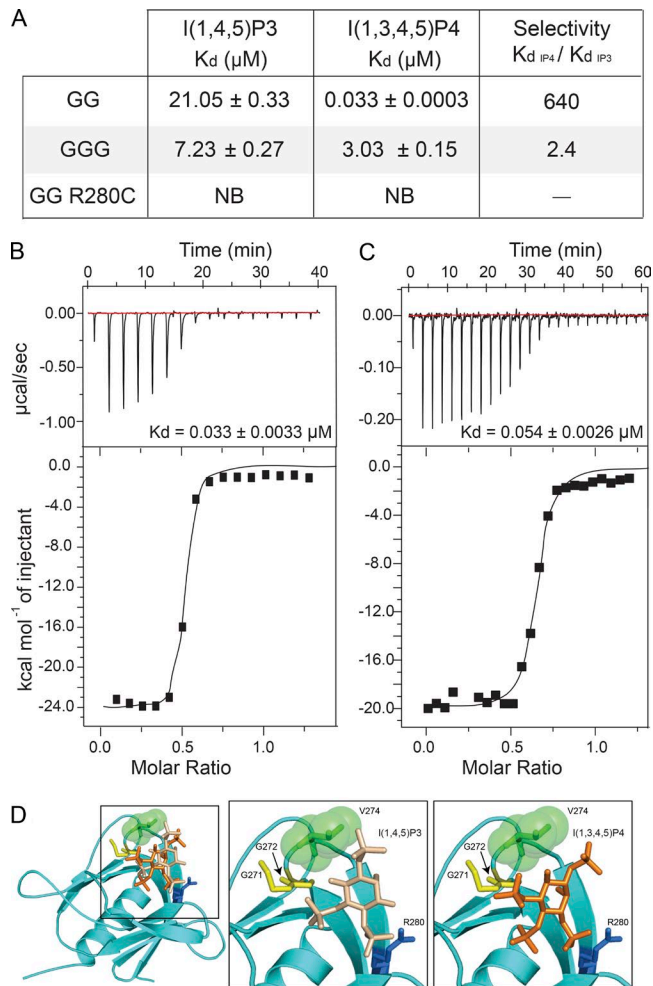 A
I(1,4,5)P3 I(1,3,4,5)P4 Selectivity
Kd (µM) Kd (µM) Kd IP4 / Kd IP3
GG 21.05 ± 0.33 0.033 ± 0.0003 640
GGG 7.23 ± 0.27 3.03 ± 0.15 2.4
GG R280C NB NB —
B
Time (min)
0 10 20 30 40
0.00
-0.50
-1.00
µcal/sec
Kd = 0.033 ± 0.0033 µM
0.0
-4.0
-8.0
-12.0
-16.0
-20.0
-24.0
kcal mol-1 of injectant
0.0 0.5 1.0
Molar Ratio
C
Time (min)
0 10 20 30 40 50 60
0.00
-0.10
-0.20
Kd = 0.054 ± 0.0026 µM
0.0
-4.0
-8.0
-12.0
-16.0
-20.0
0.0 0.5 1.0
Molar Ratio
D
V274
I(1,4,5)P3
G272
G271
R280
V274
I(1,3,4,5)P4
G272
G271
R280